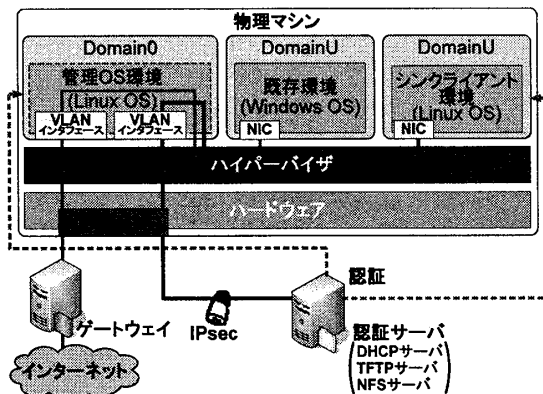 物理マシン
Domain0
管理OS環境
(Linux OS)
VLAN
インタフェース
VLAN
インタフェース
DomainU
既存環境
(Windows OS)
NIC
DomainU
シンクライアント
環境
(Linux OS)
NIC
ハイパーバイザ
ハードウェア
認証
ゲートウェイ
IPsec
認証サーバ
(DHCPサーバ
TFTPサーバ
NFSサーバ)
インターネット